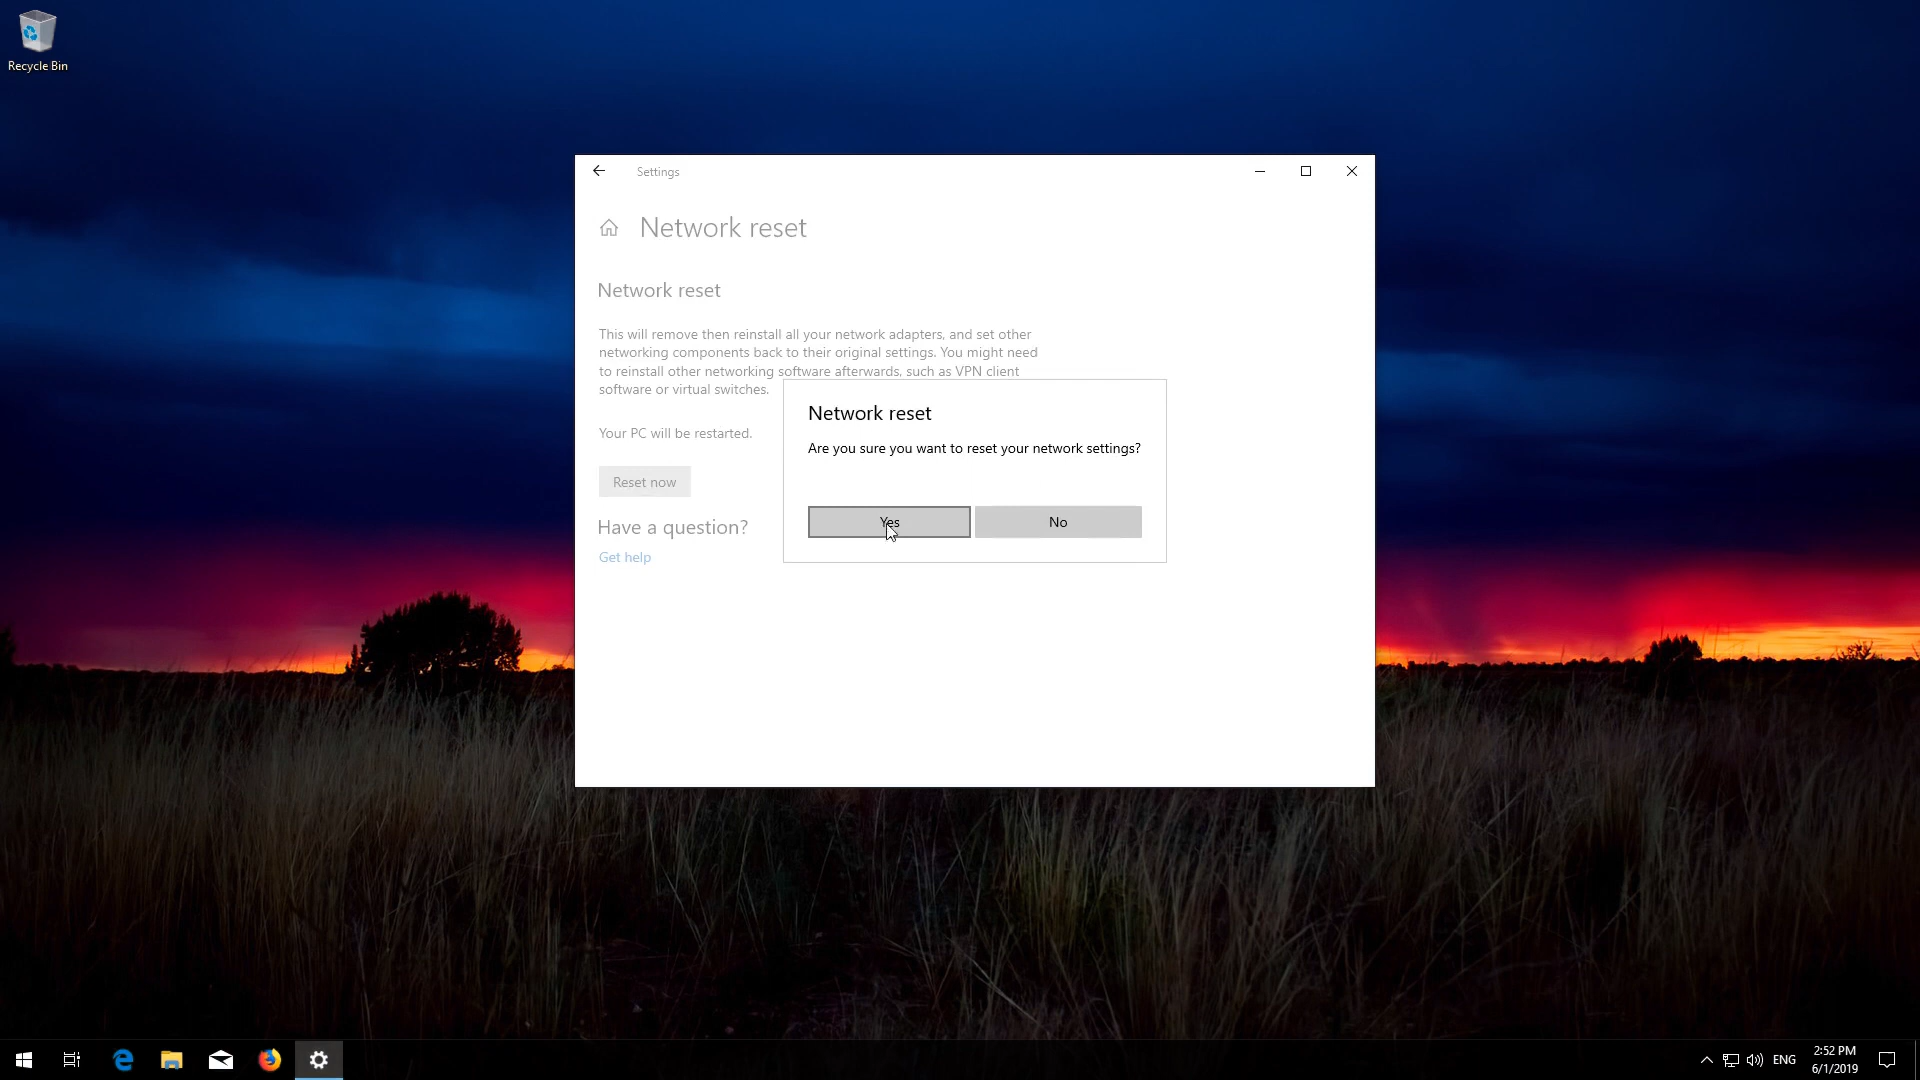 Recycle Bin
Settings
Network reset
Network reset
This will remove then reinstall all your network adapters, and set other
networking components back to their original settings. You might need
to reinstall other networking software afterwards, such as VPN client
software or virtual switches.
Your PC will be restarted.
Reset now
Have a question?
Get help
Network reset
Are you sure you want to reset your network settings?
Yes
No
ENG
2:52 PM
6/1/2019